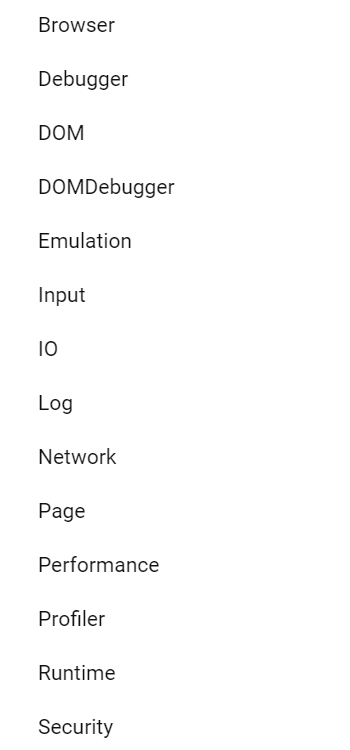 Browser
Debugger
DOM
DOMDebugger
Emulation
Input
IO
Log
Network
Page
Performance
Profiler
Runtime
Security